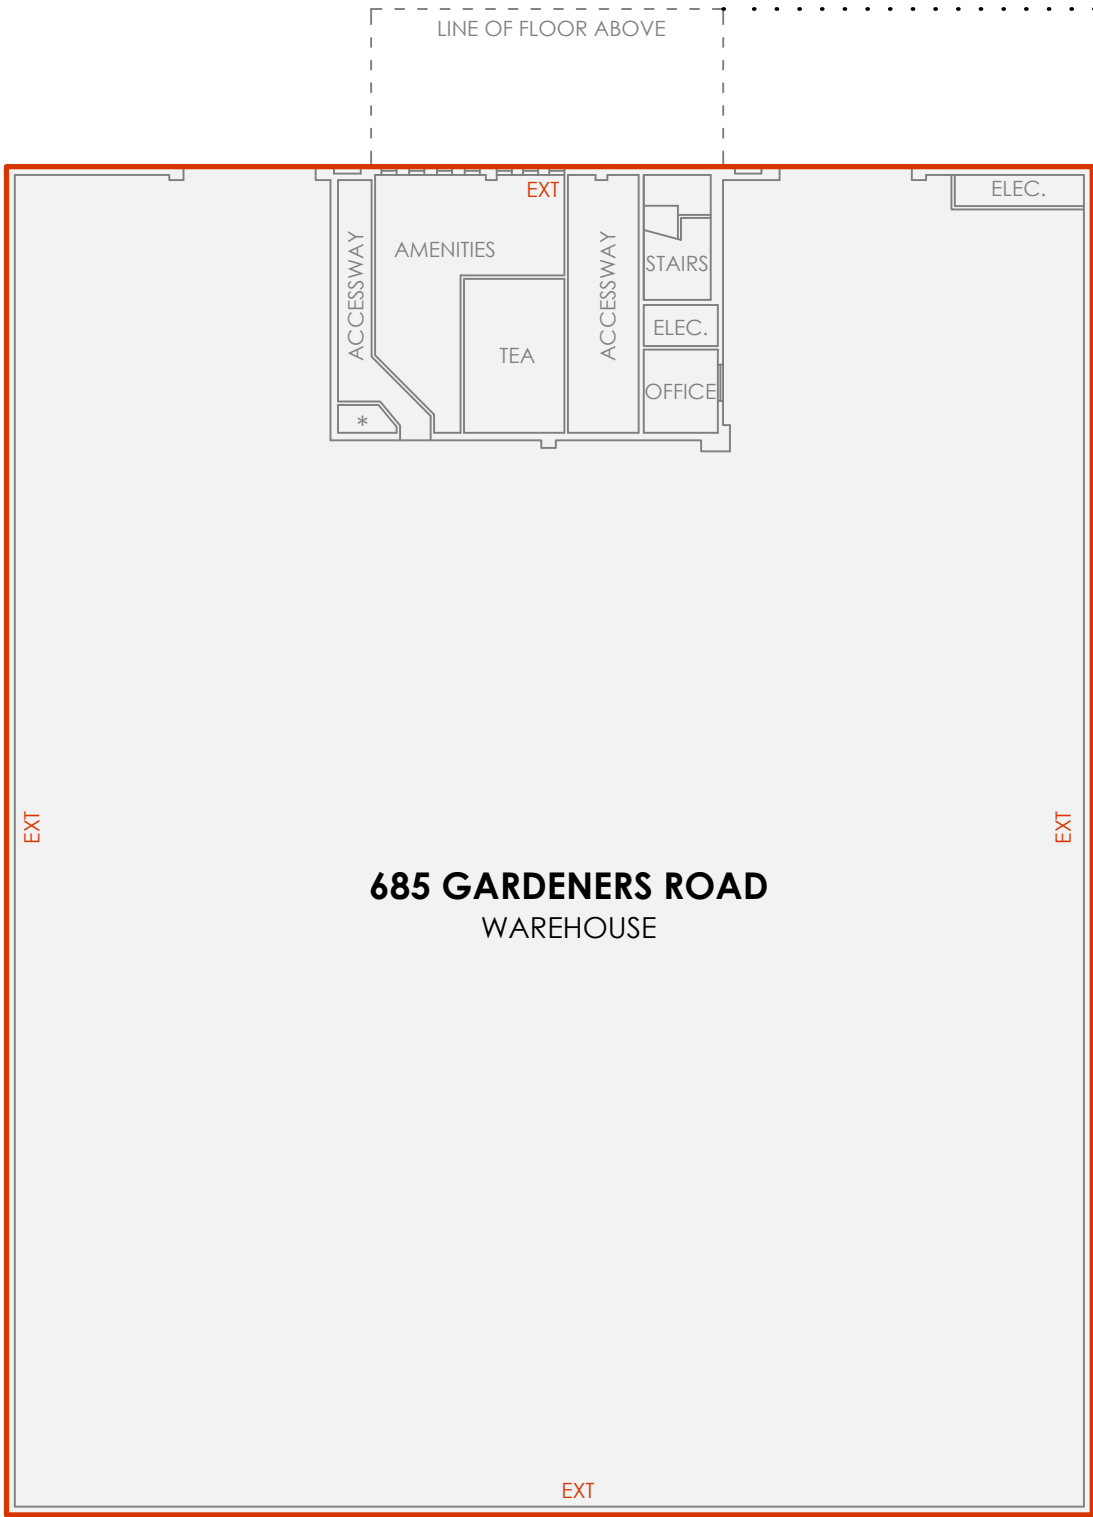 LINE OF FLOOR ABOVE
EXT
ELEC.
ACCESSWAY
AMENITIES
ACCESSWAY
STAIRS
ELEC.
TEA
OFFICE
*
EXT
EXT
685 GARDENERS ROAD
WAREHOUSE
EXT